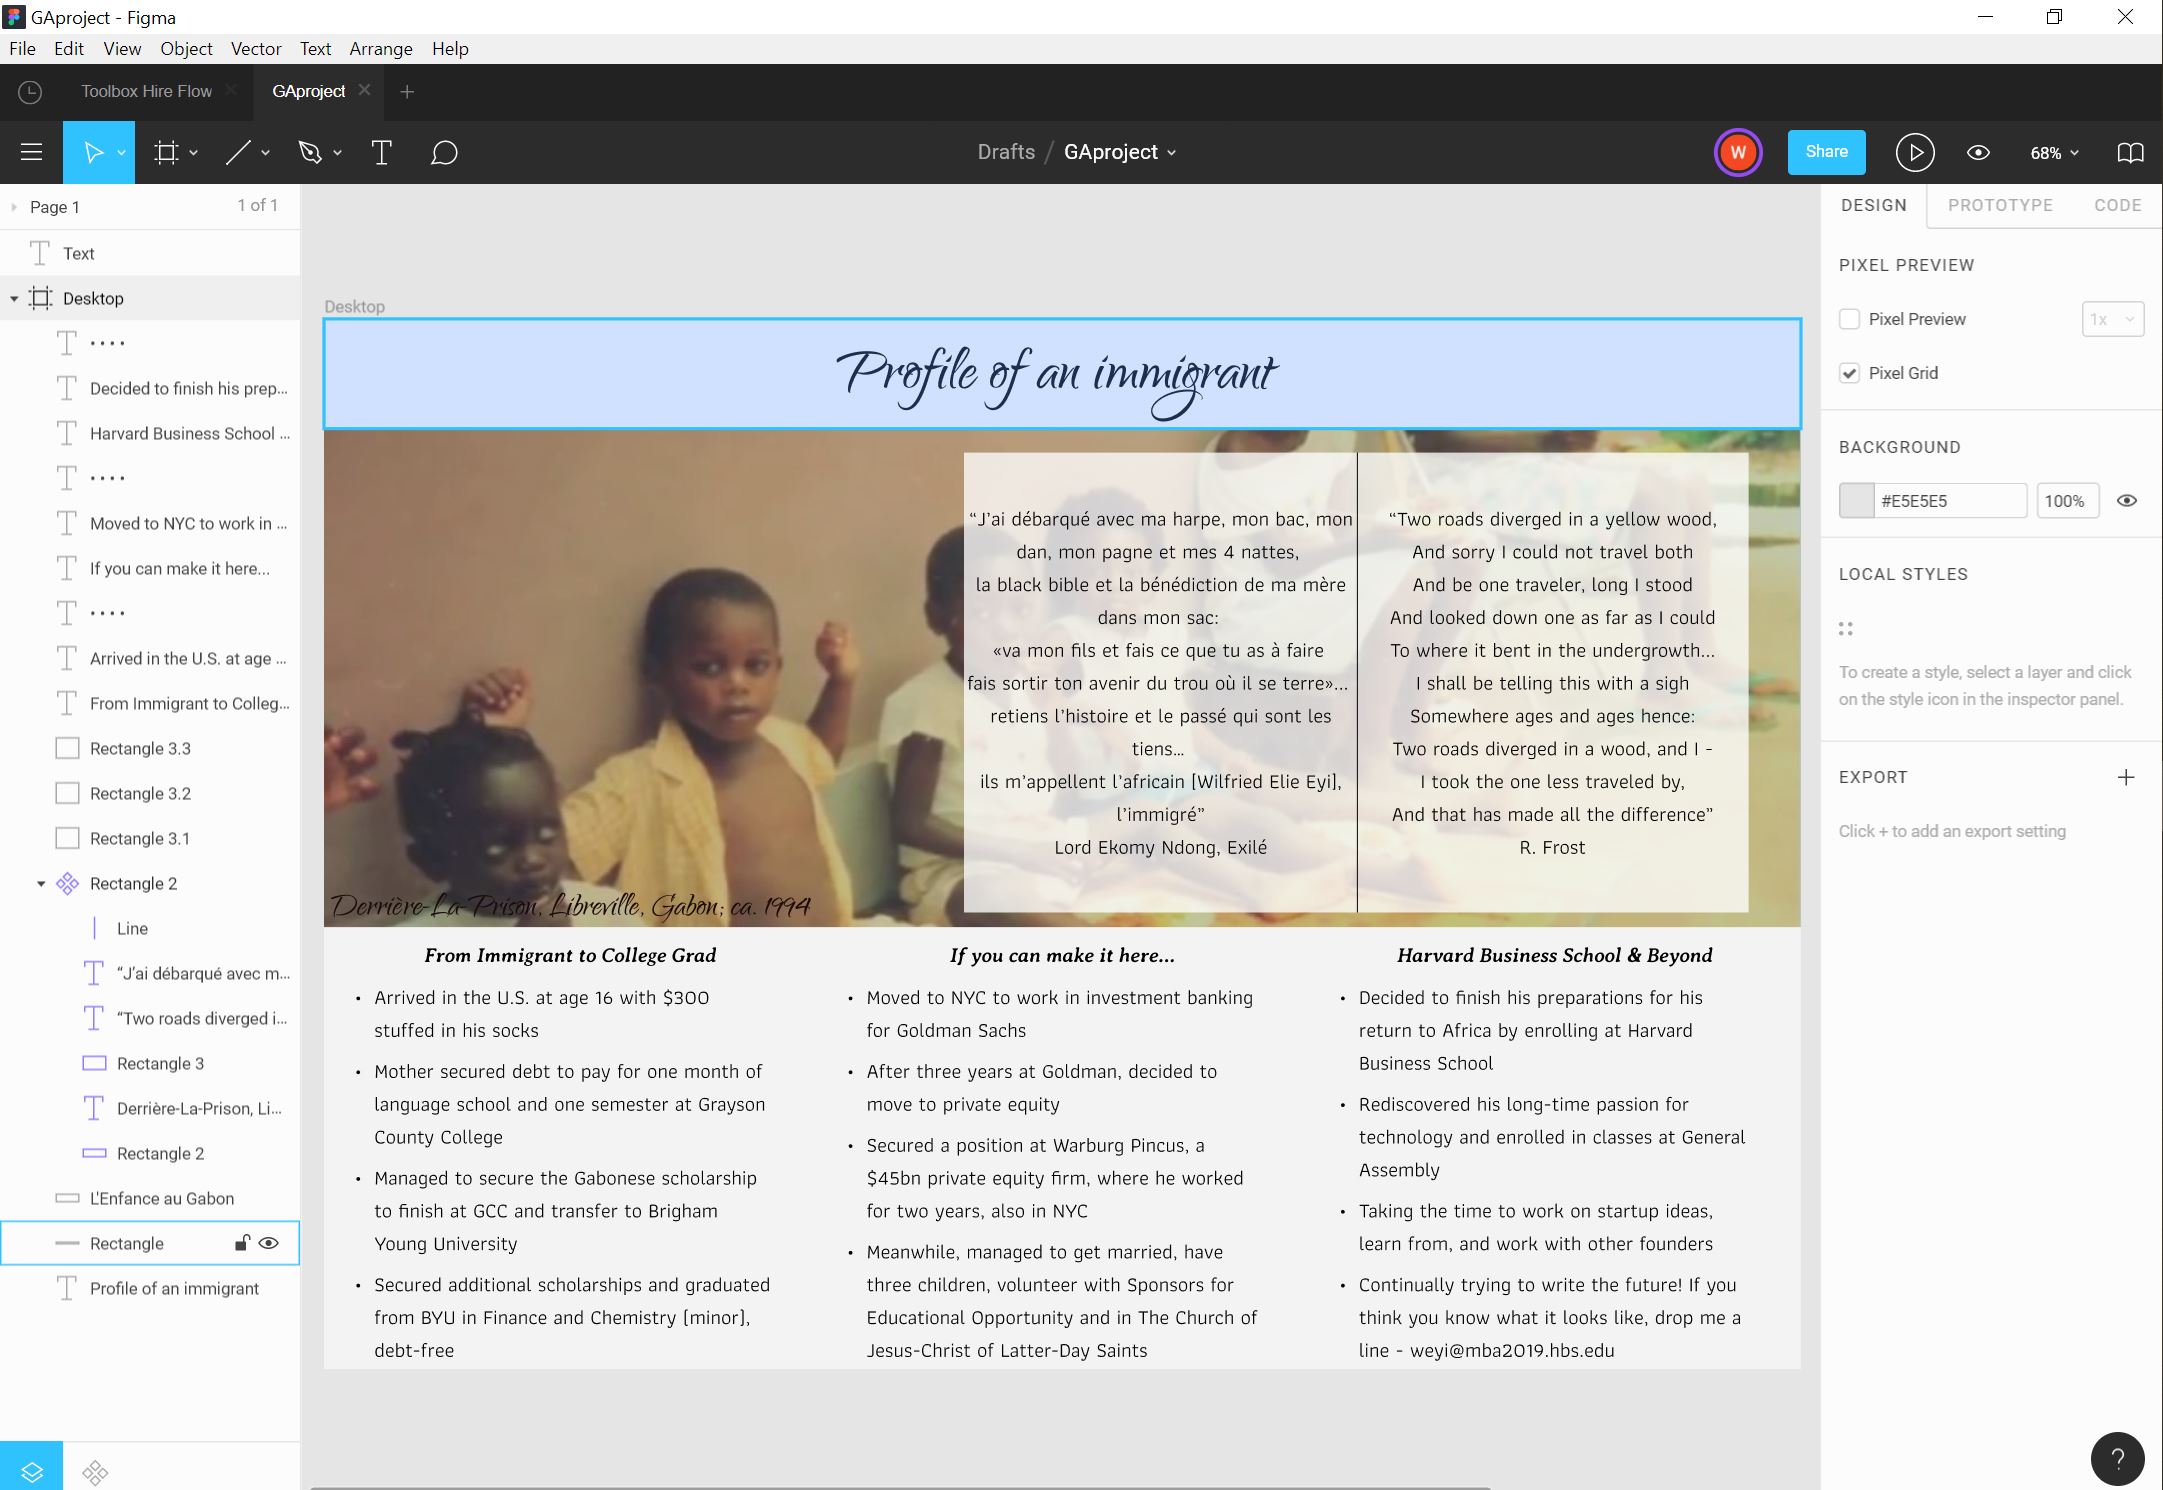 GAproject - Figma
File Edit View Object Vector Text Arrange Help
Toolbox Hire Flow GAproject
Drafts / GAproject
W
Share
68%
Page 1 1 of 1
Text
Desktop
• • • •
Decided to finish his prep...
Harvard Business School ...
• • • •
Moved to NYC to work in ...
If you can make it here...
• • • •
Arrived in the U.S. at age ...
From Immigrant to Colleg...
Rectangle 3.3
Rectangle 3.2
Rectangle 3.1
Rectangle 2
Line
“J’ai débarqué avec m...
“Two roads diverged i...
Rectangle 3
Derrière-La-Prison, Li...
Rectangle 2
L'Enfance au Gabon
Rectangle
Profile of an immigrant
Desktop
Profile of an immigrant
“J’ai débarqué avec ma harpe, mon bac, mon
dan, mon pagne et mes 4 nattes,
la black bible et la bénédiction de ma mère
dans mon sac:
«va mon fils et fais ce que tu as à faire
fais sortir ton avenir du trou où il se terre»...
retiens l’histoire et le passé qui sont les
tiens...
ils m’appellent l’africain [Wilfried Elie Eyi],
l’immigré”
Lord Ekomy Ndong, Exilé
“Two roads diverged in a yellow wood,
And sorry I could not travel both
And be one traveler, long I stood
And looked down one as far as I could
To where it bent in the undergrowth...
I shall be telling this with a sigh
Somewhere ages and ages hence:
Two roads diverged in a wood, and I -
I took the one less traveled by,
And that has made all the difference”
R. Frost
Derrière-La-Prison, Libreville, Gabon; ca. 1994
From Immigrant to College Grad
• Arrived in the U.S. at age 16 with $300
stuffed in his socks
• Mother secured debt to pay for one month of
language school and one semester at Grayson
County College
• Managed to secure the Gabonese scholarship
to finish at GCC and transfer to Brigham
Young University
• Secured additional scholarships and graduated
from BYU in Finance and Chemistry [minor],
debt-free
If you can make it here...
• Moved to NYC to work in investment banking
for Goldman Sachs
• After three years at Goldman, decided to
move to private equity
• Secured a position at Warburg Pincus, a
$45bn private equity firm, where he worked
for two years, also in NYC
• Meanwhile, managed to get married, have
three children, volunteer with Sponsors for
Educational Opportunity and in The Church of
Jesus-Christ of Latter-Day Saints
Harvard Business School & Beyond
• Decided to finish his preparations for his
return to Africa by enrolling at Harvard
Business School
• Rediscovered his long-time passion for
technology and enrolled in classes at General
Assembly
• Taking the time to work on startup ideas,
learn from, and work with other founders
• Continually trying to write the future! If you
think you know what it looks like, drop me a
line - weyi@mba2019.hbs.edu
DESIGN PROTOTYPE CODE
PIXEL PREVIEW
Pixel Preview 1x
Pixel Grid
BACKGROUND
#E5E5E5 100%
LOCAL STYLES
To create a style, select a layer and click
on the style icon in the inspector panel.
EXPORT +
Click + to add an export setting
?